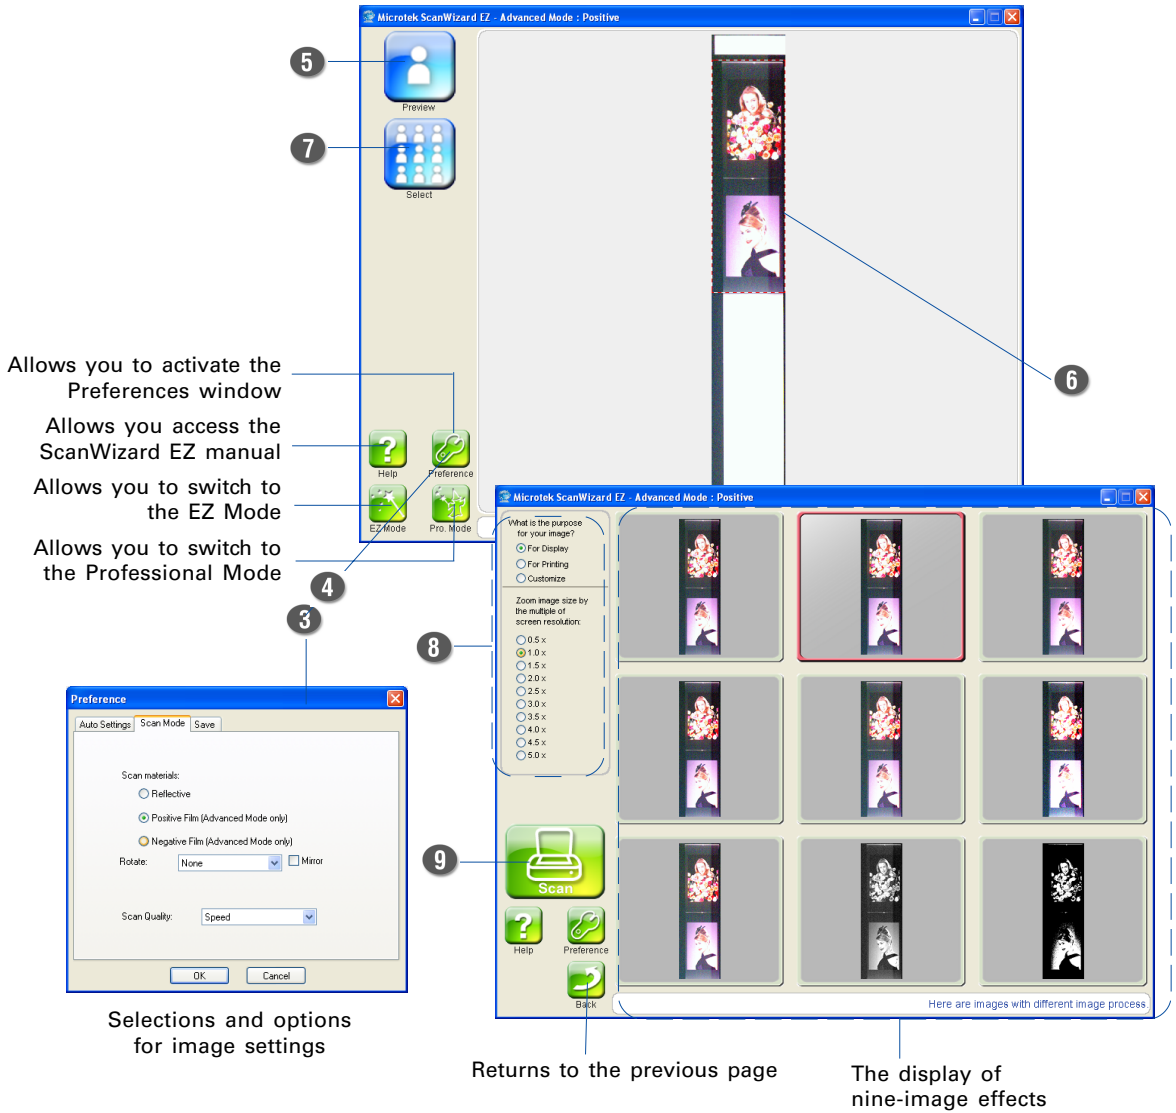 Microtek ScanWizard EZ - Advanced Mode : Positive
5
Preview
7
Select
6
Allows you to activate the
Preferences window
Allows you access the
ScanWizard EZ manual
Allows you to switch to
the EZ Mode
Allows you to switch to
the Professional Mode
Help
Preference
EZ Mode
Pro. Mode
4
3
Preference
Auto Settings
Scan Mode
Save
Scan materials:
Reflective
Positive Film (Advanced Mode only)
Negative Film (Advanced Mode only)
Rotate:
None
Mirror
Scan Quality:
Speed
OK
Cancel
Selections and options
for image settings
Microtek ScanWizard EZ - Advanced Mode : Positive
What is the purpose
for your image?
For Display
For Printing
Customize
Zoom image size by
the multiple of
screen resolution:
0.5 x
1.0 x
1.5 x
2.0 x
2.5 x
3.0 x
3.5 x
4.0 x
4.5 x
5.0 x
8
9
Scan
Help
Preference
Back
Here are images with different image process.
Returns to the previous page
The display of
nine-image effects